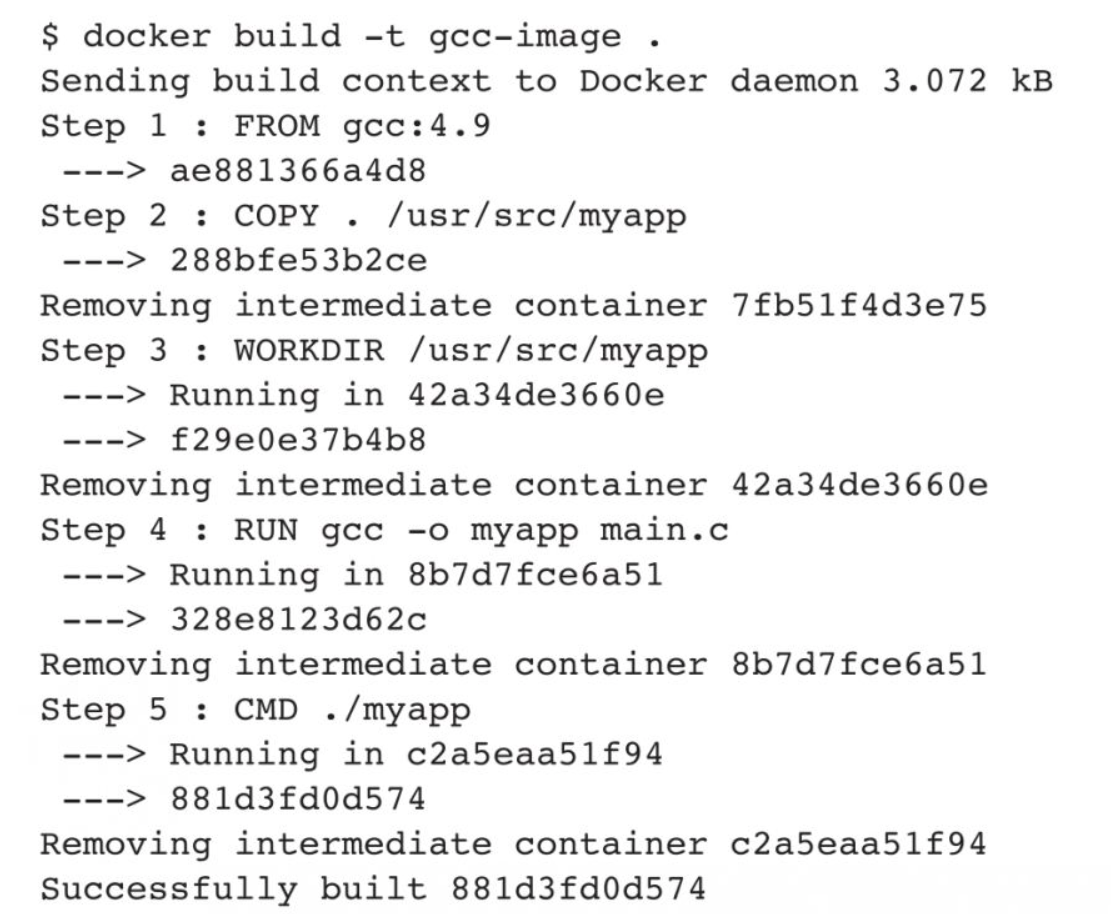 $ docker build -t gcc-image .
Sending build context to Docker daemon 3.072 kB
Step 1 : FROM gcc:4.9
 ---> ae881366a4d8
Step 2 : COPY . /usr/src/myapp
 ---> 288bfe53b2ce
Removing intermediate container 7fb51f4d3e75
Step 3 : WORKDIR /usr/src/myapp
 ---> Running in 42a34de3660e
 ---> f29e0e37b4b8
Removing intermediate container 42a34de3660e
Step 4 : RUN gcc -o myapp main.c
 ---> Running in 8b7d7fce6a51
 ---> 328e8123d62c
Removing intermediate container 8b7d7fce6a51
Step 5 : CMD ./myapp
 ---> Running in c2a5eaa51f94
 ---> 881d3fd0d574
Removing intermediate container c2a5eaa51f94
Successfully built 881d3fd0d574